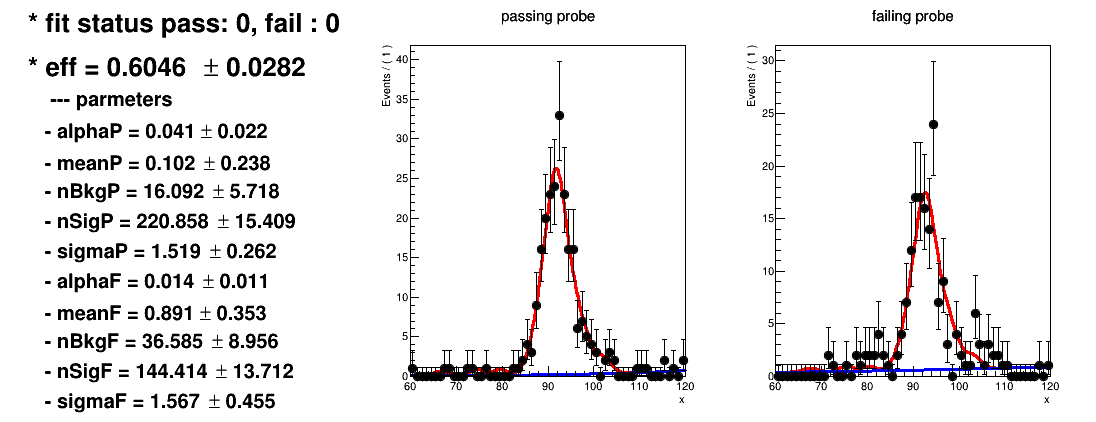 * fit status pass: 0, fail : 0
* eff = 0.6046 ± 0.0282
--- parmeters
- alphaP = 0.041 ± 0.022
- meanP = 0.102 ± 0.238
- nBkgP = 16.092 ± 5.718
- nSigP = 220.858 ± 15.409
- sigmaP = 1.519 ± 0.262
- alphaF = 0.014 ± 0.011
- meanF = 0.891 ± 0.353
- nBkgF = 36.585 ± 8.956
- nSigF = 144.414 ± 13.712
- sigmaF = 1.567 ± 0.455
passing probe
Events / ( 1 )
40
35
30
25
20
15
10
5
0
60 70 80 90 100 110 120
x
failing probe
Events / ( 1 )
30
25
20
15
10
5
0
60 70 80 90 100 110 120
x